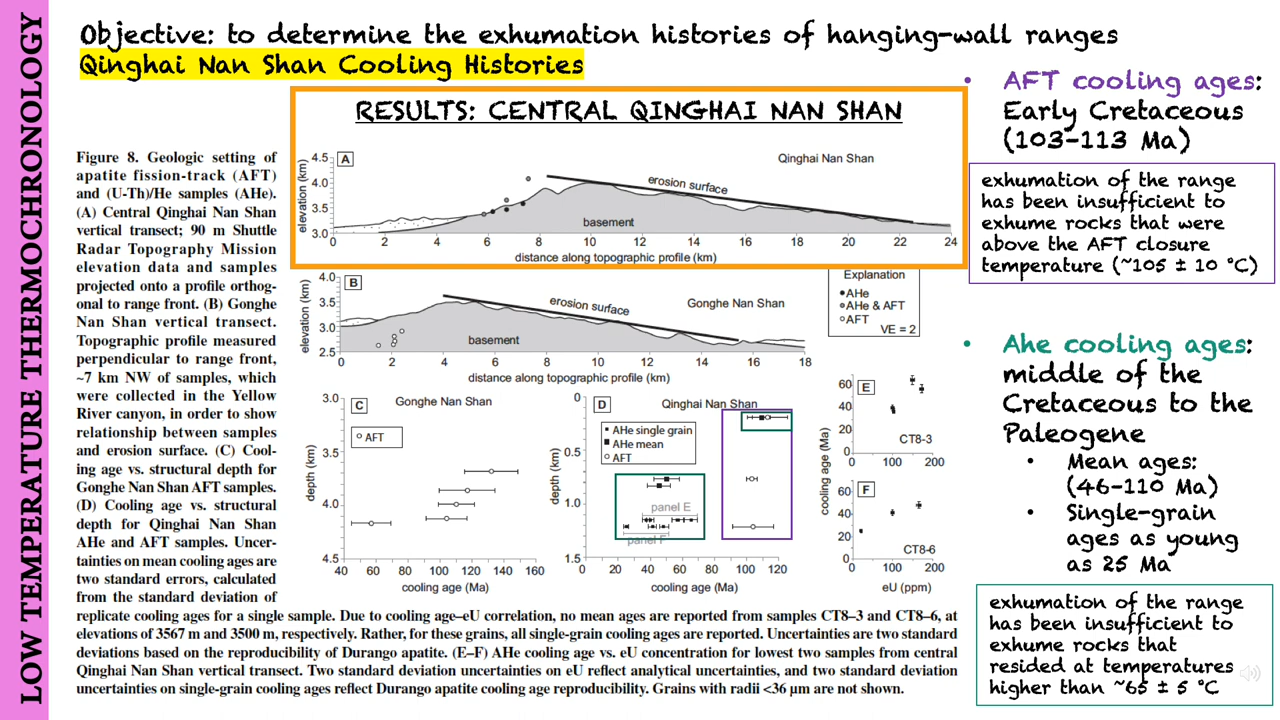 LOW TEMPERATURE THERMOCHRONOLOGY
Objective: to determine the exhumation histories of hanging-wall ranges
Qinghai Nan Shan Cooling Histories
RESULTS: CENTRAL QINGHAI NAN SHAN
Figure 8. Geologic setting of
apatite fission-track (AFT)
and (U-Th)/He samples (AHe).
(A) Central Qinghai Nan Shan
vertical transect; 90 m Shuttle
Radar Topography Mission
elevation data and samples
projected onto a profile orthog-
onal to range front. (B) Gonghe
Nan Shan vertical transect.
Topographic profile measured
perpendicular to range front,
~7 km NW of samples, which
were collected in the Yellow
River canyon, in order to show
relationship between samples
and erosion surface. (C) Cool-
ing age vs. structural depth for
Gonghe Nan Shan AFT samples.
(D) Cooling age vs. structural
depth for Qinghai Nan Shan
AHe and AFT samples. Uncer-
tainties on mean cooling ages are
two standard errors, calculated
from the standard deviation of
replicate cooling ages for a single sample. Due to cooling age–eU correlation, no mean ages are reported from samples CT8–3 and CT8–6, at
elevations of 3567 m and 3500 m, respectively. Rather, for these grains, all single-grain cooling ages are reported. Uncertainties are two standard
deviations based on the reproducibility of Durango apatite. (E–F) AHe cooling age vs. eU concentration for lowest two samples from central
Qinghai Nan Shan vertical transect. Two standard deviation uncertainties on eU reflect analytical uncertainties, and two standard deviation
uncertainties on single-grain cooling ages reflect Durango apatite cooling age reproducibility. Grains with radii <36 µm are not shown.
A
Qinghai Nan Shan
erosion surface
basement
elevation (km)
4.5
4.0
3.5
3.0
0 2 4 6 8 10 12 14 16 18 20 22 24
distance along topographic profile (km)
B
Gonghe Nan Shan
erosion surface
basement
elevation (km)
4.0
3.5
3.0
2.5
0 2 4 6 8 10 12 14 16 18
distance along topographic profile (km)
Explanation
AHe
AHe & AFT
AFT
VE = 2
C
Gonghe Nan Shan
AFT
depth (km)
3.0
3.5
4.0
4.5
40 60 80 100 120 140 160
cooling age (Ma)
D
Qinghai Nan Shan
AHe single grain
AHe mean
AFT
panel E
panel F
depth (km)
0
0.5
1.0
1.5
0 20 40 60 80 100 120
cooling age (Ma)
cooling age (Ma)
E
60
40
20
0
CT8-3
0 100 200
F
60
40
20
0
CT8-6
0 100 200
eU (ppm)
• AFT cooling ages:
Early Cretaceous
(103–113 Ma)
exhumation of the range
has been insufficient to
exhume rocks that were
above the AFT closure
temperature (~105 ± 10 °C)
• Ahe cooling ages:
middle of the
Cretaceous to the
Paleogene
• Mean ages:
(46–110 Ma)
• Single-grain
ages as young
as 25 Ma
exhumation of the range
has been insufficient to
exhume rocks that
resided at temperatures
higher than ~65 ± 5 °C